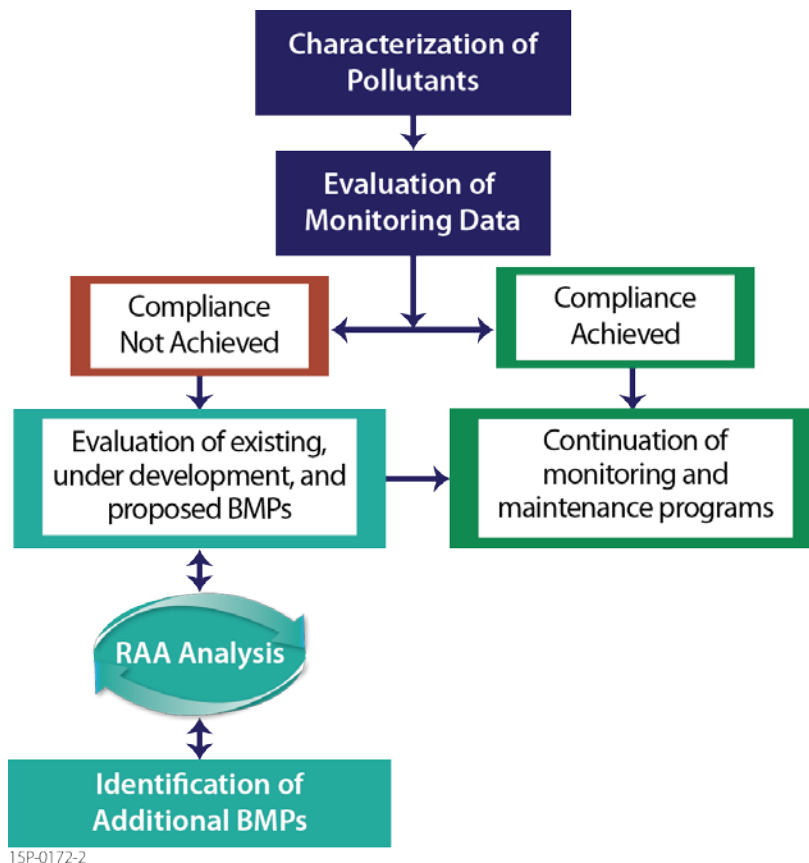 Characterization of
Pollutants
Evaluation of
Monitoring Data
Compliance
Not Achieved
Compliance
Achieved
Evaluation of existing,
under development, and
proposed BMPs
Continuation of
monitoring and
maintenance programs
RAA Analysis
Identification of
Additional BMPs
15P-0172-2